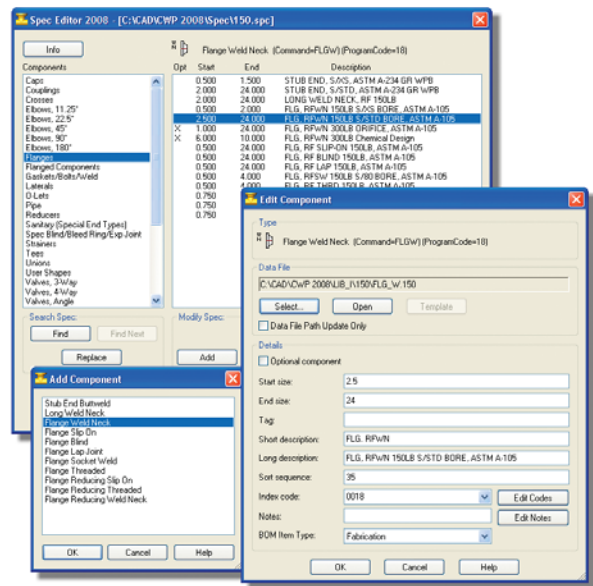 Spec Editor 2008 - [C:\CAD\CWP 2008\Spec\150.spc]
Info
Flange Weld Neck (Command=FLGW) (ProgramCode=18)
Components
Opt Start End Description
Caps
Couplings
Crosses
Elbows, 11.25°
Elbows, 22.5°
Elbows, 45°
Elbows, 90°
Elbows, 180°
Flanges
Flanged Components
Gaskets/Bolts/Weld
Laterals
O-Lets
Pipe
Reducers
Sanitary (Special End Types)
Spec Blind/Bleed Ring/Exp Joint
Strainers
Tees
Unions
User Shapes
Valves, 3-Way
Valves, 4-Way
Valves, Angle
0.500 1.500 STUB END, S/XS, ASTM A-234 GR WPB
2.000 24.000 STUB END, S/STD, ASTM A-234 GR WPB
2.000 24.000 LONG WELD NECK, RF 150LB
0.500 2.000 FLG, RFWN 150LB S/XS BORE, ASTM A-105
2.500 24.000 FLG, RFWN 150LB S/STD BORE, ASTM A-105
X 1.000 24.000 FLG, RFWN 300LB ORIFICE, ASTM A-105
X 6.000 10.000 FLG, RFWN 300LB Chemical Design
0.500 24.000 FLG, RF SLIP-ON 150LB, ASTM A-105
0.500 24.000 FLG, RF BLIND 150LB, ASTM A-105
0.500 24.000 FLG, RF LAP 150LB, ASTM A-105
0.500 4.000 FLG, RFSW 150LB S/80 BORE, ASTM A-105
0.500 4.000 FLG, RF THRD 150LB, ASTM A-105
0.750
0.750
0.750
Search Spec:
Find
Find Next
Replace
Modify Spec:
Add
Add Component
Stub End Buttweld
Long Weld Neck
Flange Weld Neck
Flange Slip On
Flange Blind
Flange Lap Joint
Flange Socket Weld
Flange Threaded
Flange Reducing Slip On
Flange Reducing Threaded
Flange Reducing Weld Neck
OK
Cancel
Help
Edit Component
Type
Flange Weld Neck (Command=FLGW) (ProgramCode=18)
Data File
C:\CAD\CWP 2008\LIB_I\150\FLG_W.150
Select...
Open
Template
Data File Path Update Only
Details
Optional component
Start size: 2.5
End size: 24
Tag:
Short description: FLG, RFWN
Long description: FLG, RFWN 150LB S/STD BORE, ASTM A-105
Sort sequence: 35
Index code: 0018 Edit Codes
Notes: Edit Notes
BOM Item Type: Fabrication
OK
Cancel
Help